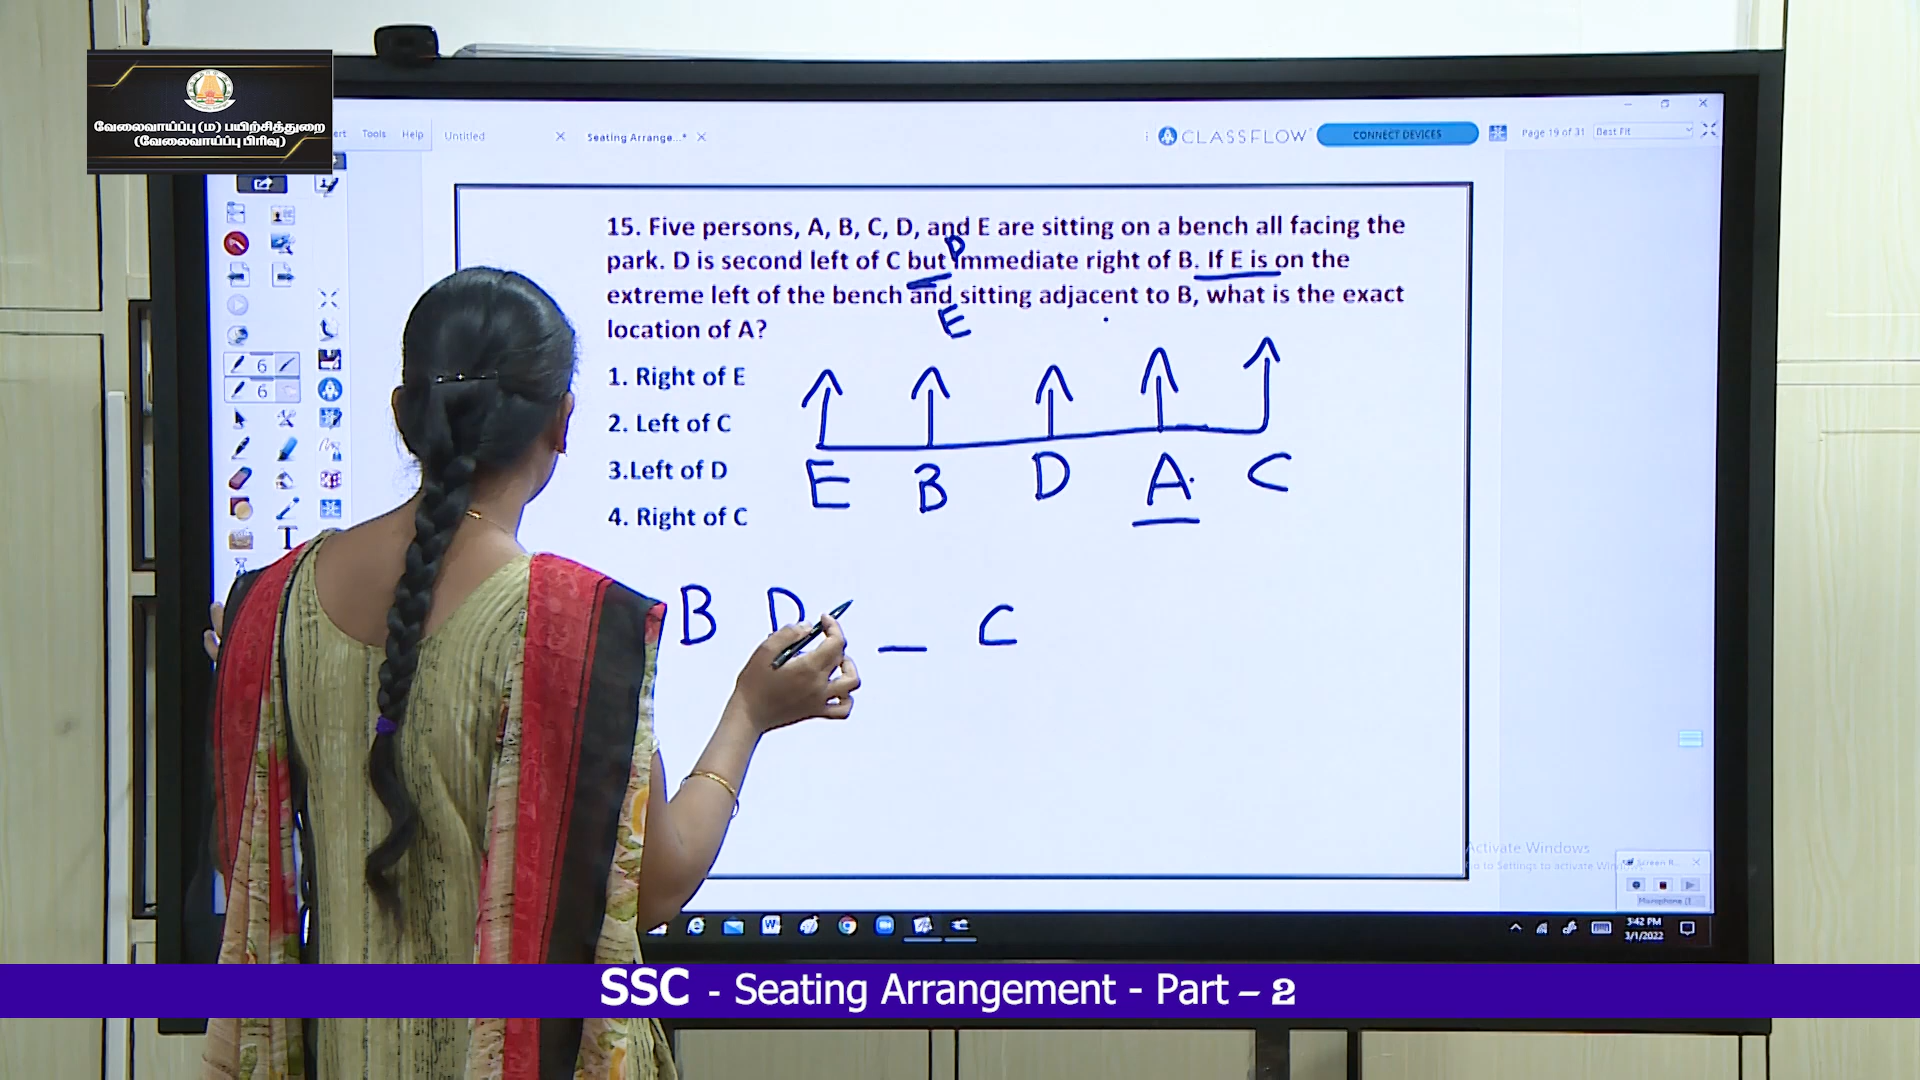 வேலைவாய்ப்பு (ம) பயிற்சித்துறை
(வேலைவாய்ப்பு பிரிவு)
Tools Help
Untitled
Seating Arrange...*
CLASSFLOW
CONNECT DEVICES
Page 19 of 31
Best Fit
15. Five persons, A, B, C, D, and E are sitting on a bench all facing the
park. D is second left of C but immediate right of B. If E is on the
extreme left of the bench and sitting adjacent to B, what is the exact
location of A?
1. Right of E
2. Left of C
3.Left of D
4. Right of C
D
E
E B D A C
B D _ C
6
6
T
Activate Windows
Go to Settings to activate
Screen R...
3:42 PM
3/1/2022
SSC - Seating Arrangement - Part – 2